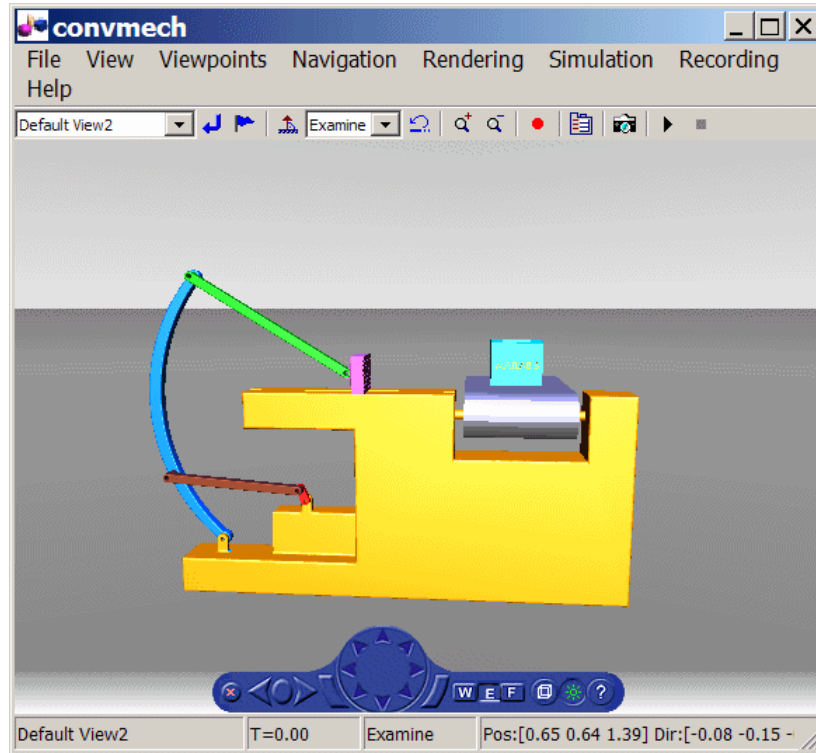 convmech
File View Viewpoints Navigation Rendering Simulation Recording
Help
Default View2 Examine
W E F ?
Default View2 T=0.00 Examine Pos:[0.65 0.64 1.39] Dir:[-0.08 -0.15 -